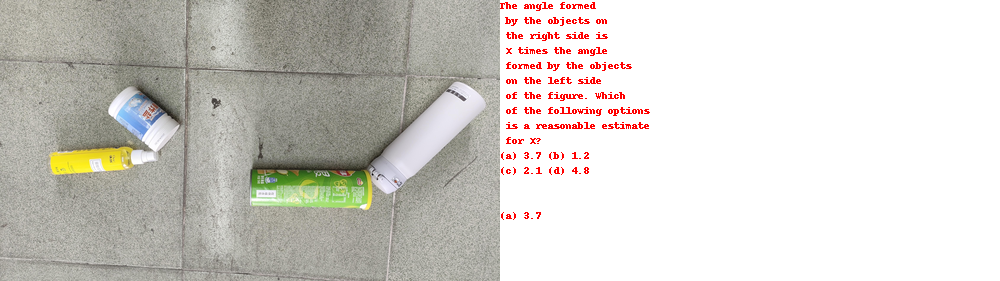 The angle formed
by the objects on
the right side is
X times the angle
formed by the objects
on the left side
of the figure. Which
of the following options
is a reasonable estimate
for X?
(a) 3.7 (b) 1.2
(c) 2.1 (d) 4.8
(a) 3.7